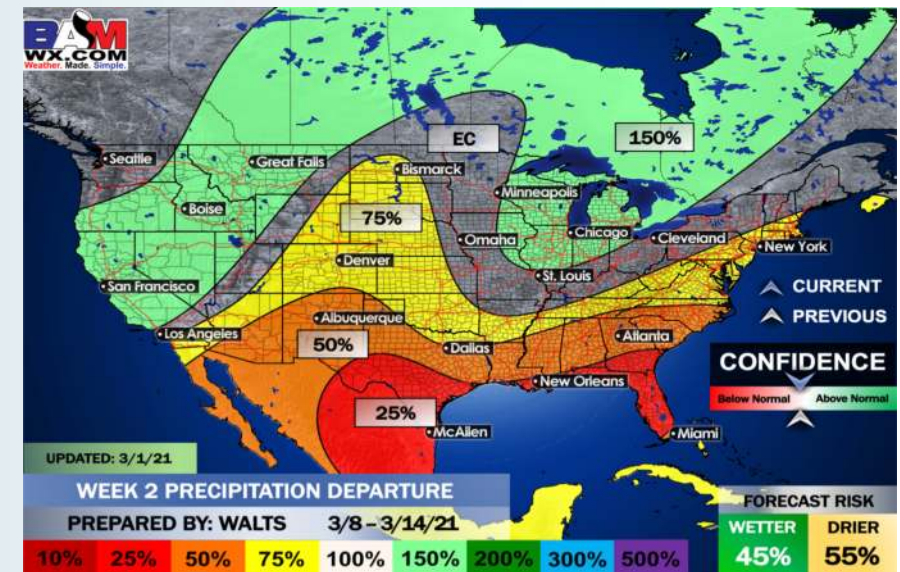 BAM
WX.COM
Weather. Made. Simple.
EC
150%
Seattle
Great Falls
Bismarck
Minneapolis
Boise
75%
Omaha
Chicago
Cleveland
New York
Denver
St. Louis
San Francisco
CURRENT
PREVIOUS
Los Angeles
Albuquerque
50%
Dallas
Atlanta
CONFIDENCE
Below Normal
Above Normal
New Orleans
25%
McAllen
Miami
UPDATED: 3/1/21
WEEK 2 PRECIPITATION DEPARTURE
PREPARED BY: WALTS 3/8 – 3/14/21
10% 25% 50% 75% 100% 150% 200% 300% 500%
FORECAST RISK
WETTER DRIER
45% 55%